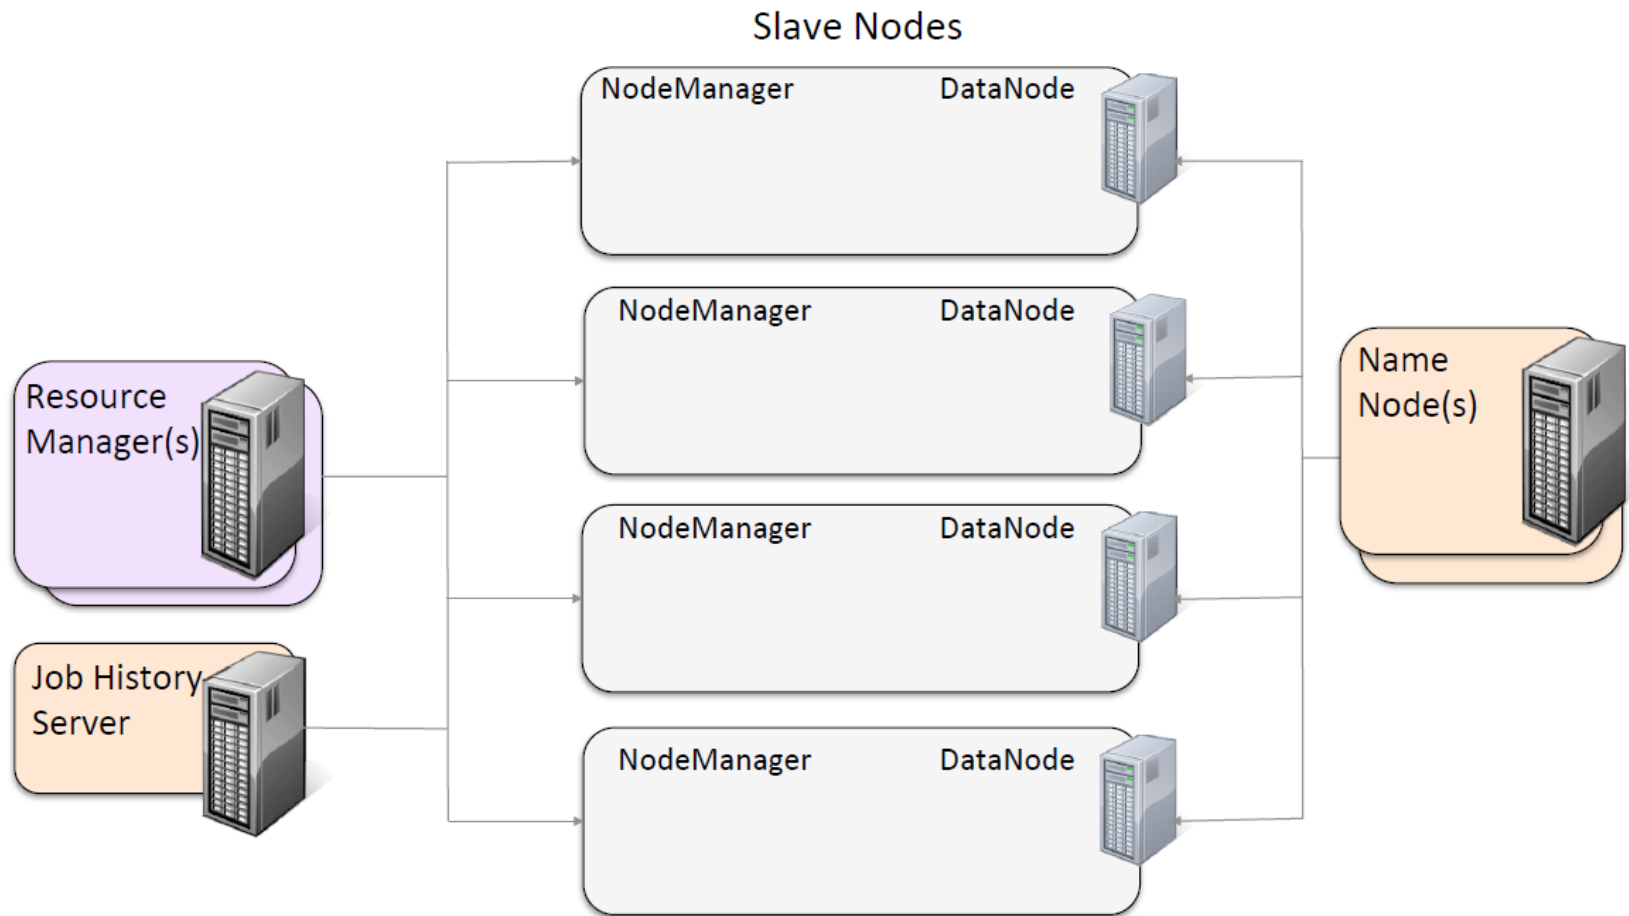 Slave Nodes
NodeManager DataNode
NodeManager DataNode
NodeManager DataNode
NodeManager DataNode
Resource
Manager(s)
Job History
Server
Name
Node(s)